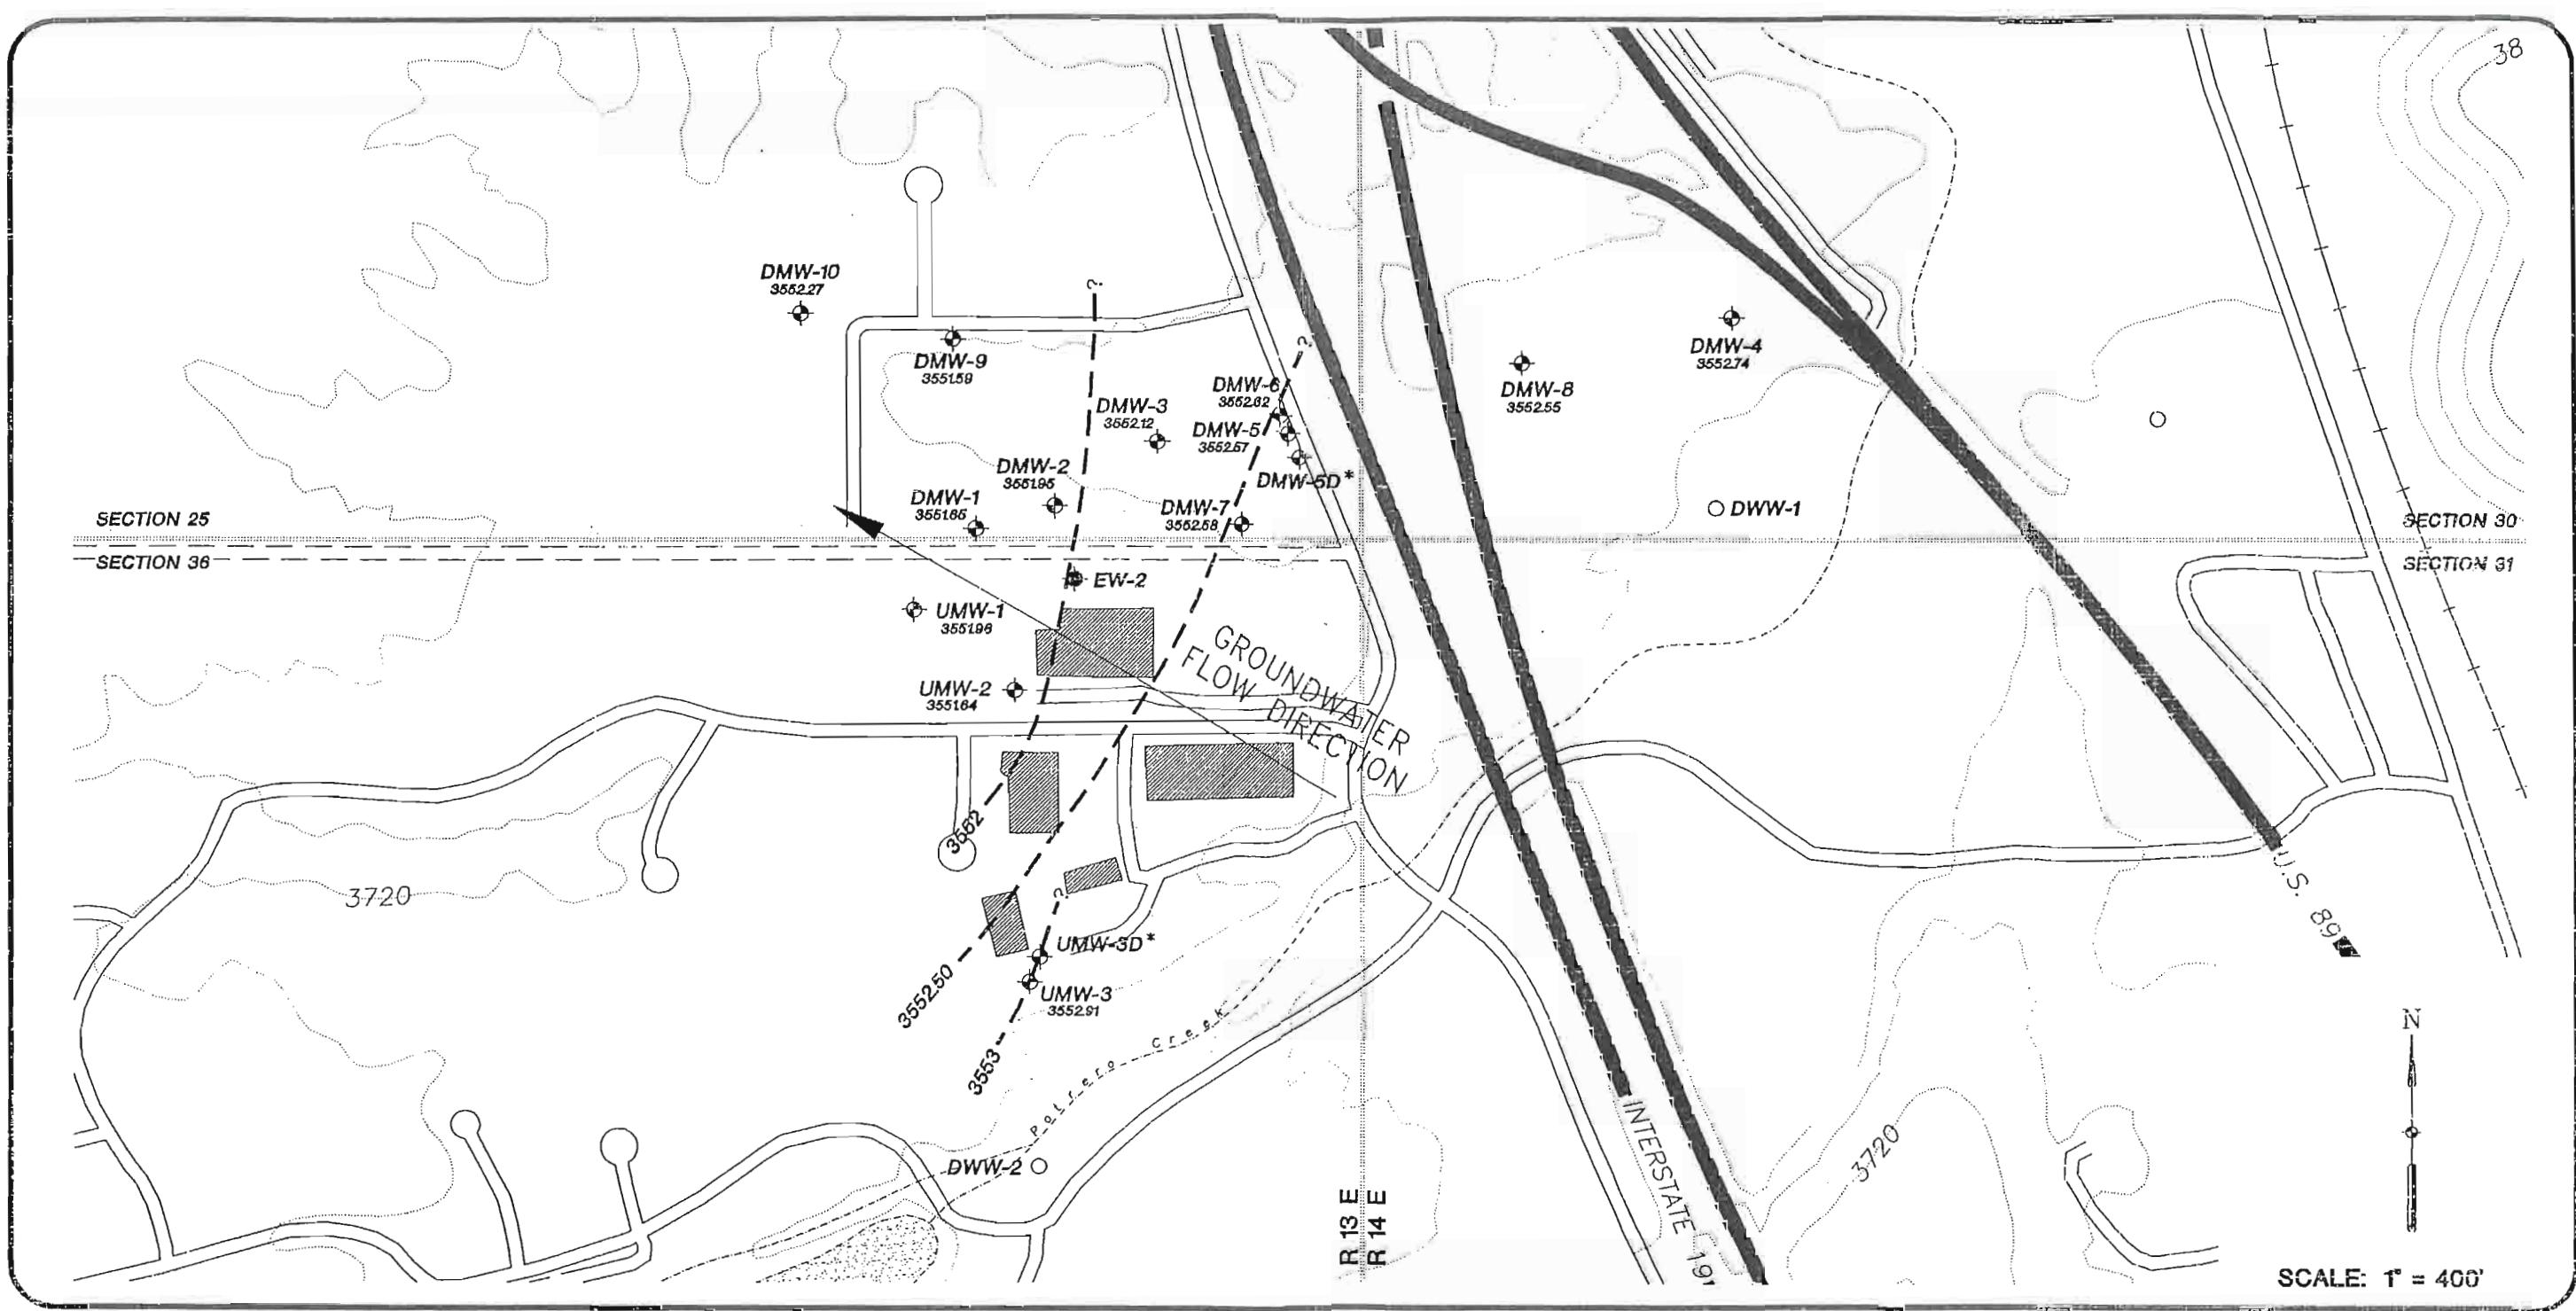 38
DMW-10
3552.27
DMW-9
3551.59
DMW-4
3552.74
DMW-8
3552.55
DMW-6
3552.62
DMW-3
3552.12
DMW-5
3552.57
DMW-5D*
DMW-2
3551.95
DMW-1
3551.65
DMW-7
3552.58
DWW-1
SECTION 25
SECTION 30
SECTION 36
SECTION 31
EW-2
UMW-1
3551.96
GROUNDWATER
FLOW DIRECTION
UMW-2
3551.64
3552
3720
U.S. 89
UMW-3D*
3552.50
UMW-3
3552.91
3553
Potrero Creek
N
DWW-2
R 13 E
R 14 E
INTERSTATE 19
3720
SCALE: 1" = 400'
?
?
?